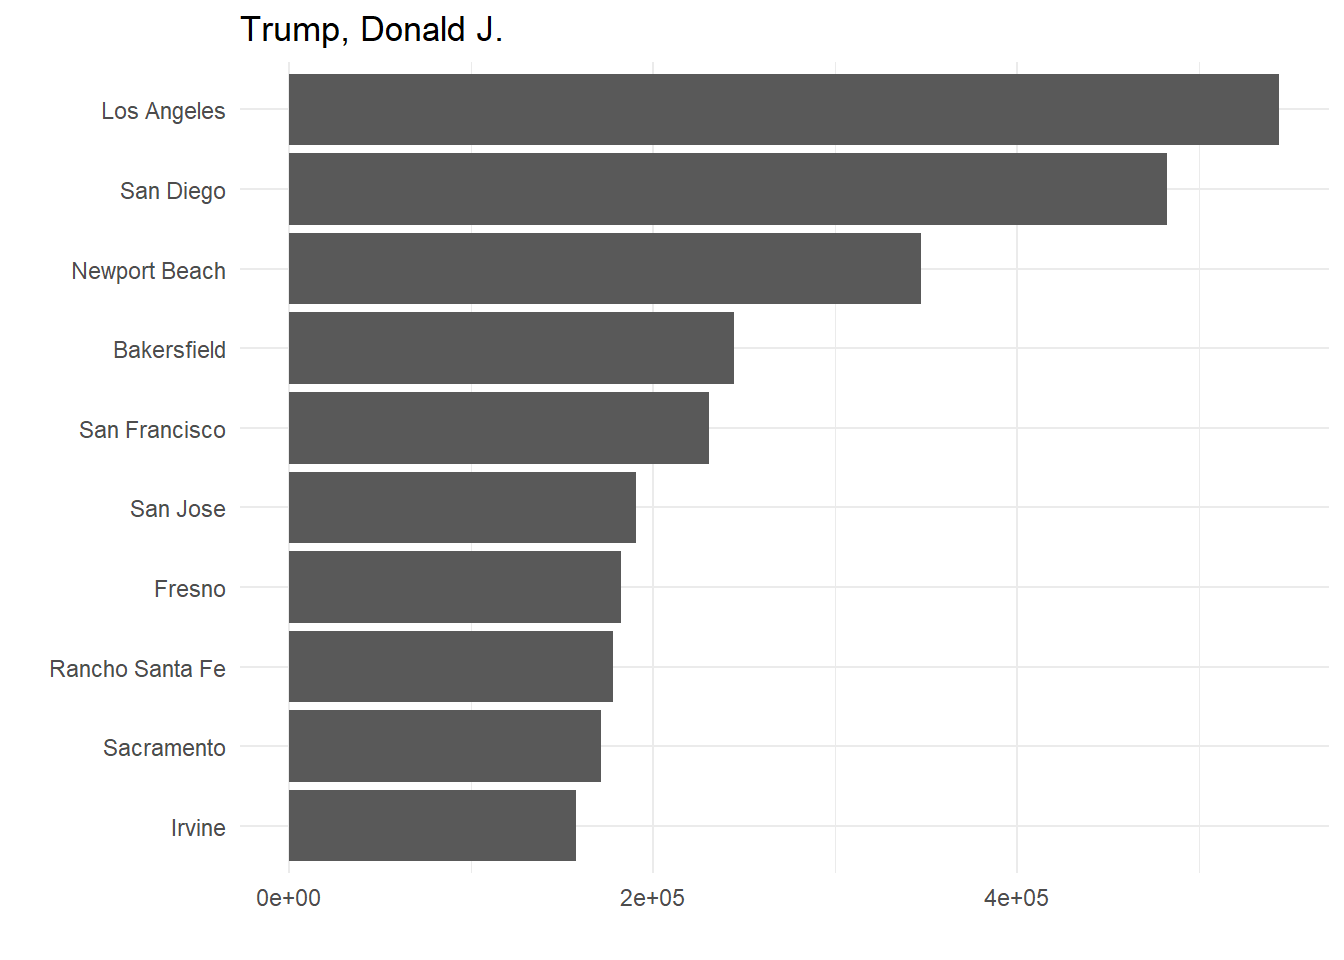 Trump, Donald J.
Los Angeles
San Diego
Newport Beach
Bakersfield
San Francisco
San Jose
Fresno
Rancho Santa Fe
Sacramento
Irvine
0e+00 2e+05 4e+05